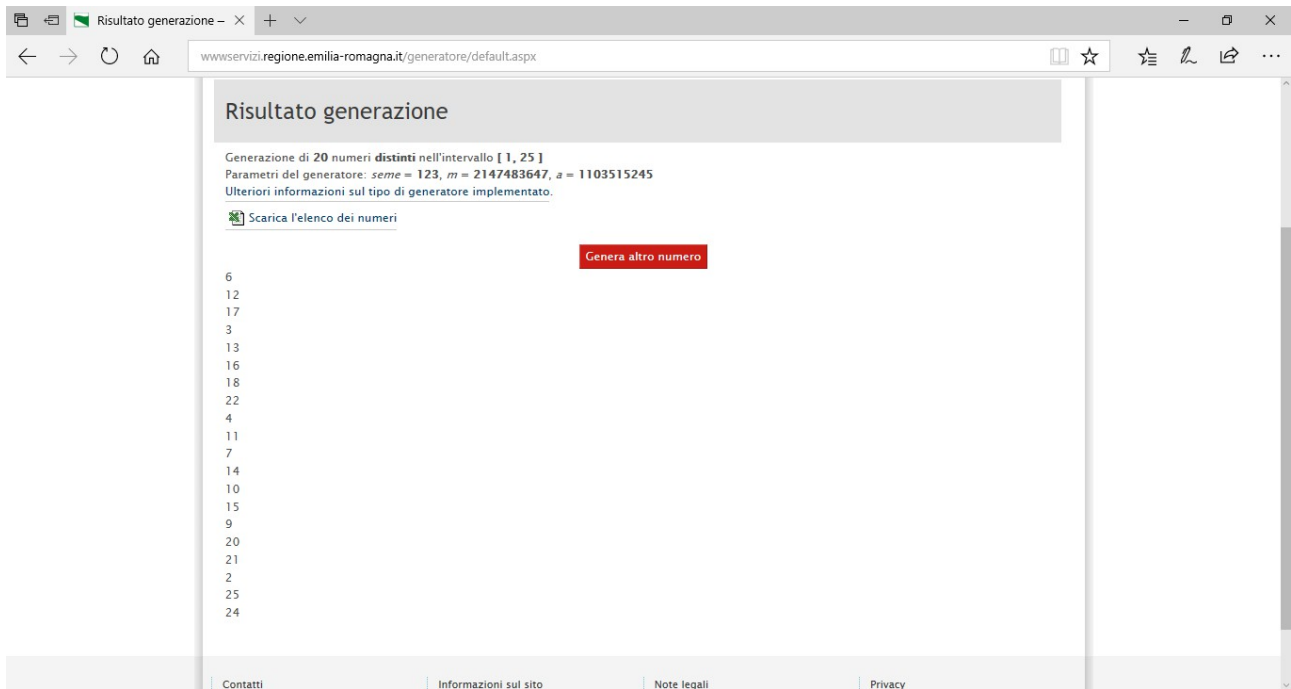 Risultato generazione –
wwwservizi.regione.emilia-romagna.it/generatore/default.aspx
Risultato generazione
Generazione di 20 numeri distinti nell'intervallo [ 1, 25 ]
Parametri del generatore: seme = 123, m = 2147483647, a = 1103515245
Ulteriori informazioni sul tipo di generatore implementato.
Scarica l'elenco dei numeri
Genera altro numero
6
12
17
3
13
16
18
22
4
11
7
14
10
15
9
20
21
2
25
24
Contatti Informazioni sul sito Note legali Privacy